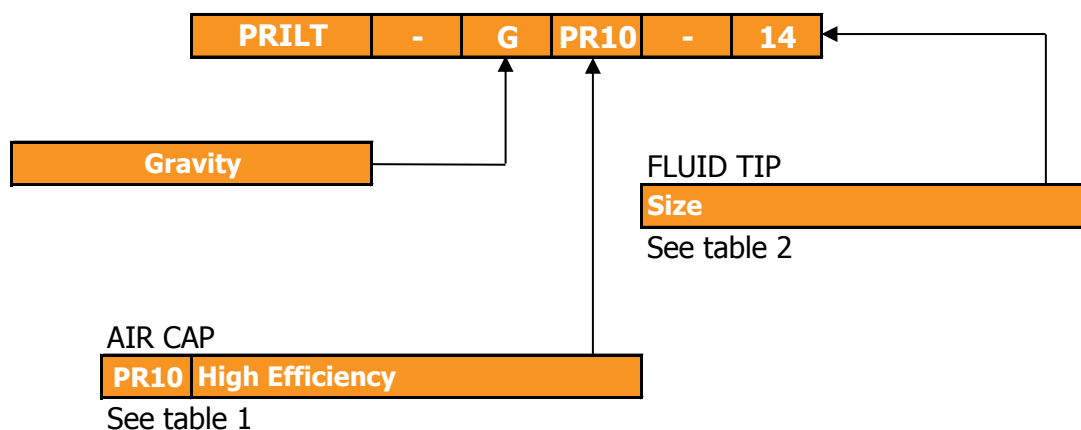 PRILT - G PR10 - 14
Gravity
FLUID TIP
Size
See table 2
AIR CAP
PR10 High Efficiency
See table 1